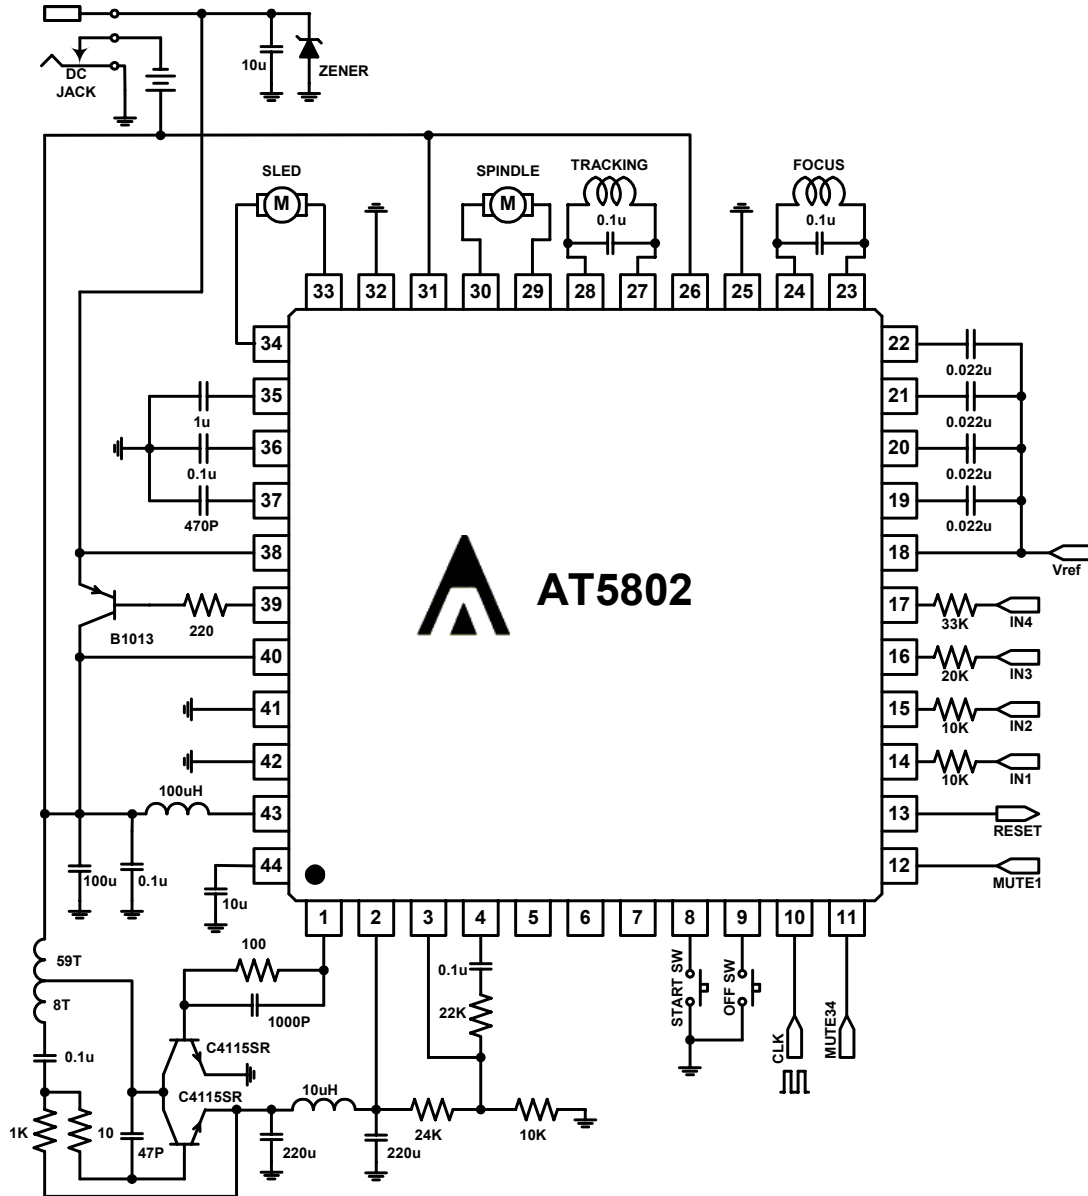 10u
ZENER
DC
JACK
SLED
M
SPINDLE
M
TRACKING
0.1u
FOCUS
0.1u
33
32
31
30
29
28
27
26
25
24
23
34
35
36
37
38
39
40
41
42
43
44
1u
0.1u
470P
B1013
220
100uH
100u
0.1u
10u
AT5802
22
21
20
19
18
17
16
15
14
13
12
0.022u
0.022u
0.022u
0.022u
Vref
33K
IN4
20K
IN3
10K
IN2
10K
IN1
RESET
MUTE1
1
2
3
4
5
6
7
8
9
10
11
59T
8T
0.1u
1K
10
47P
100
1000P
C4115SR
C4115SR
10uH
220u
220u
24K
10K
0.1u
22K
START SW
OFF SW
CLK
MUTE34